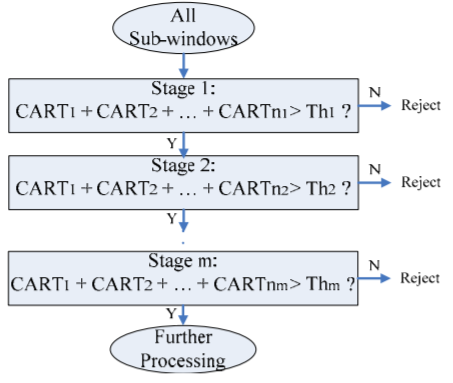 All
Sub-windows
Stage 1:
CART1 + CART2 + ... + CARTn1> Th1 ?
N
Reject
Y
Stage 2:
CART1 + CART2 + ... + CARTn2> Th2 ?
N
Reject
Y
Stage m:
CART1 + CART2 + ... + CARTnm> Thm ?
N
Reject
Y
Further
Processing